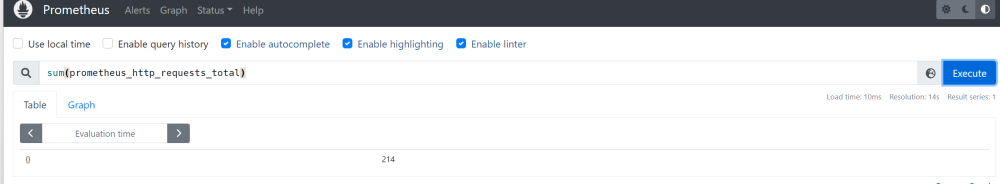 Prometheus Alerts Graph Status Help
Use local time Enable query history Enable autocomplete Enable highlighting Enable linter
sum(prometheus_http_requests_total) Execute
Load time: 10ms Resolution: 14s Result series: 1
Table Graph
Evaluation time
{} 214